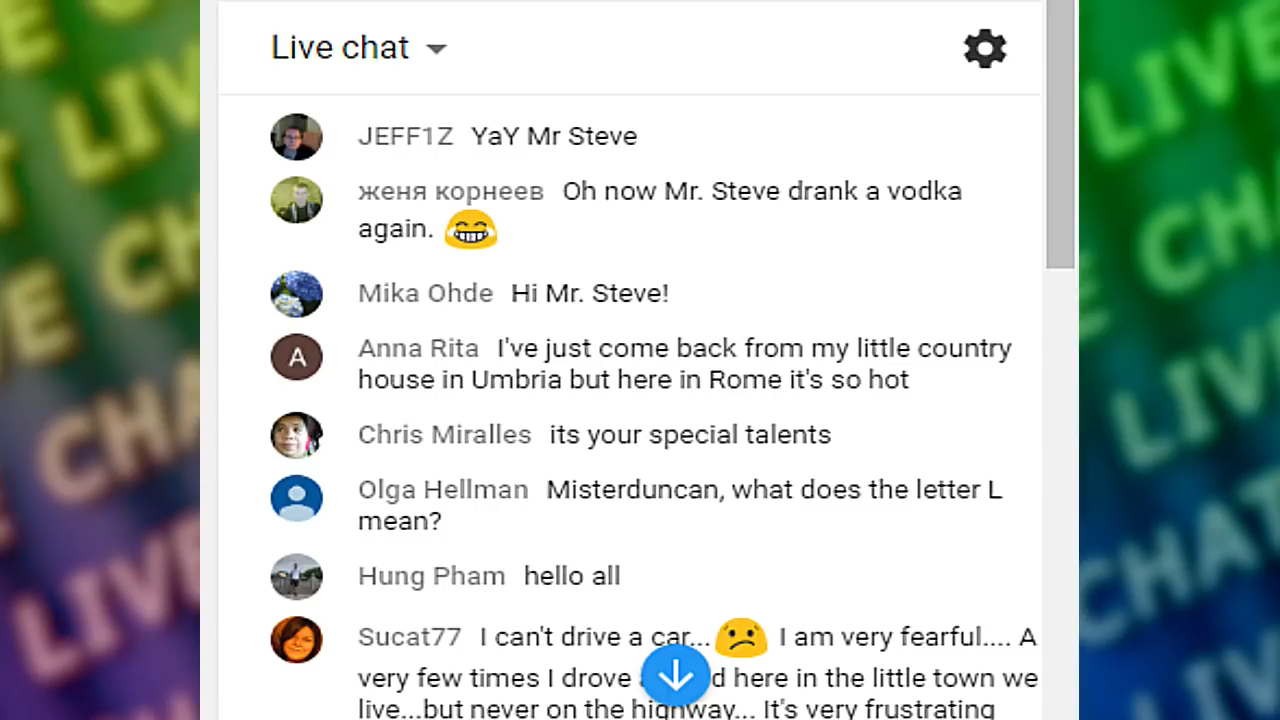 Live chat
JEFF1Z YaY Mr Steve
женя корнеев Oh now Mr. Steve drank a vodka
again.
Mika Ohde Hi Mr. Steve!
A
Anna Rita I've just come back from my little country
house in Umbria but here in Rome it's so hot
Chris Miralles its your special talents
Olga Hellman Misterduncan, what does the letter L
mean?
Hung Pham hello all
Sucat77 I can't drive a car... I am very fearful.... A
very few times I drove here in the little town we
live...but never on the highway... It's very frustrating